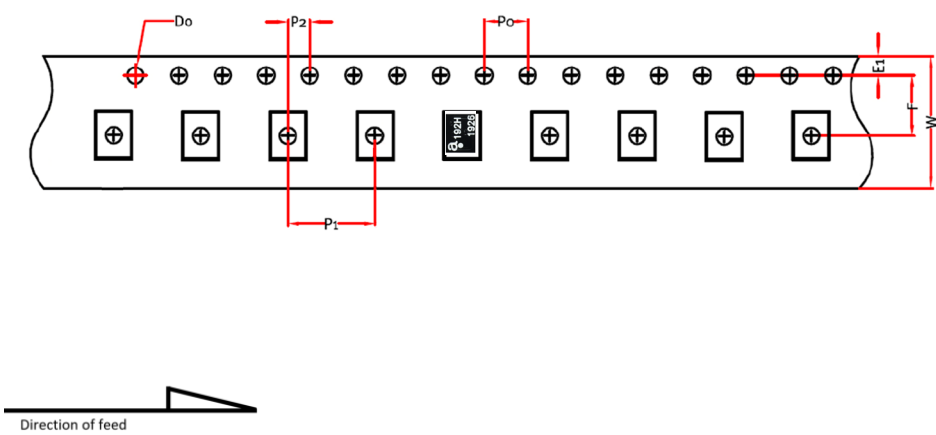 Do
P2
Po
E1
F
W
a 192H
1926
P1
Direction of feed